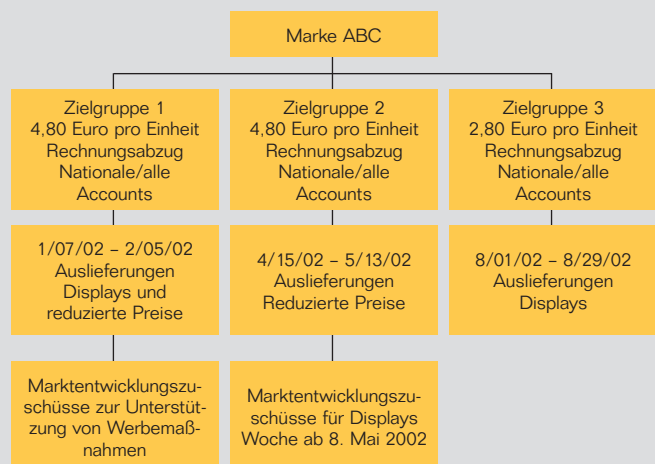 Marke ABC
Zielgruppe 1
4,80 Euro pro Einheit
Rechnungsabzug
Nationale/alle
Accounts
Zielgruppe 2
4,80 Euro pro Einheit
Rechnungsabzug
Nationale/alle
Accounts
Zielgruppe 3
2,80 Euro pro Einheit
Rechnungsabzug
Nationale/alle
Accounts
1/07/02 – 2/05/02
Auslieferungen
Displays und
reduzierte Preise
4/15/02 – 5/13/02
Auslieferungen
Reduzierte Preise
8/01/02 – 8/29/02
Auslieferungen
Displays
Marktentwicklungszu-
schüsse zur Unterstüt-
zung von Werbemaß-
nahmen
Marktentwicklungszu-
schüsse für Displays
Woche ab 8. Mai 2002